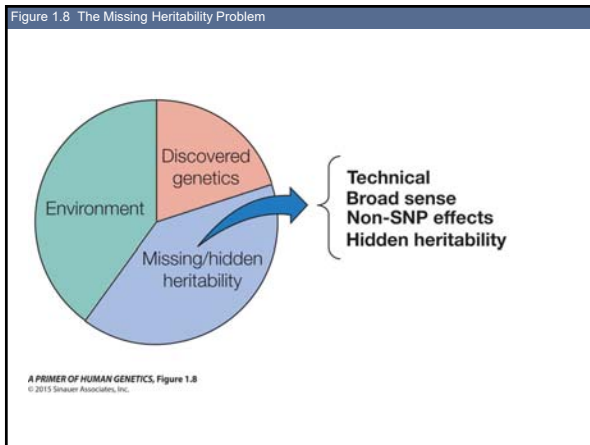 Figure 1.8 The Missing Heritability Problem
Discovered
genetics
Environment
Missing/hidden
heritability
Technical
Broad sense
Non-SNP effects
Hidden heritability
A PRIMER OF HUMAN GENETICS, Figure 1.8
© 2015 Sinauer Associates, Inc.